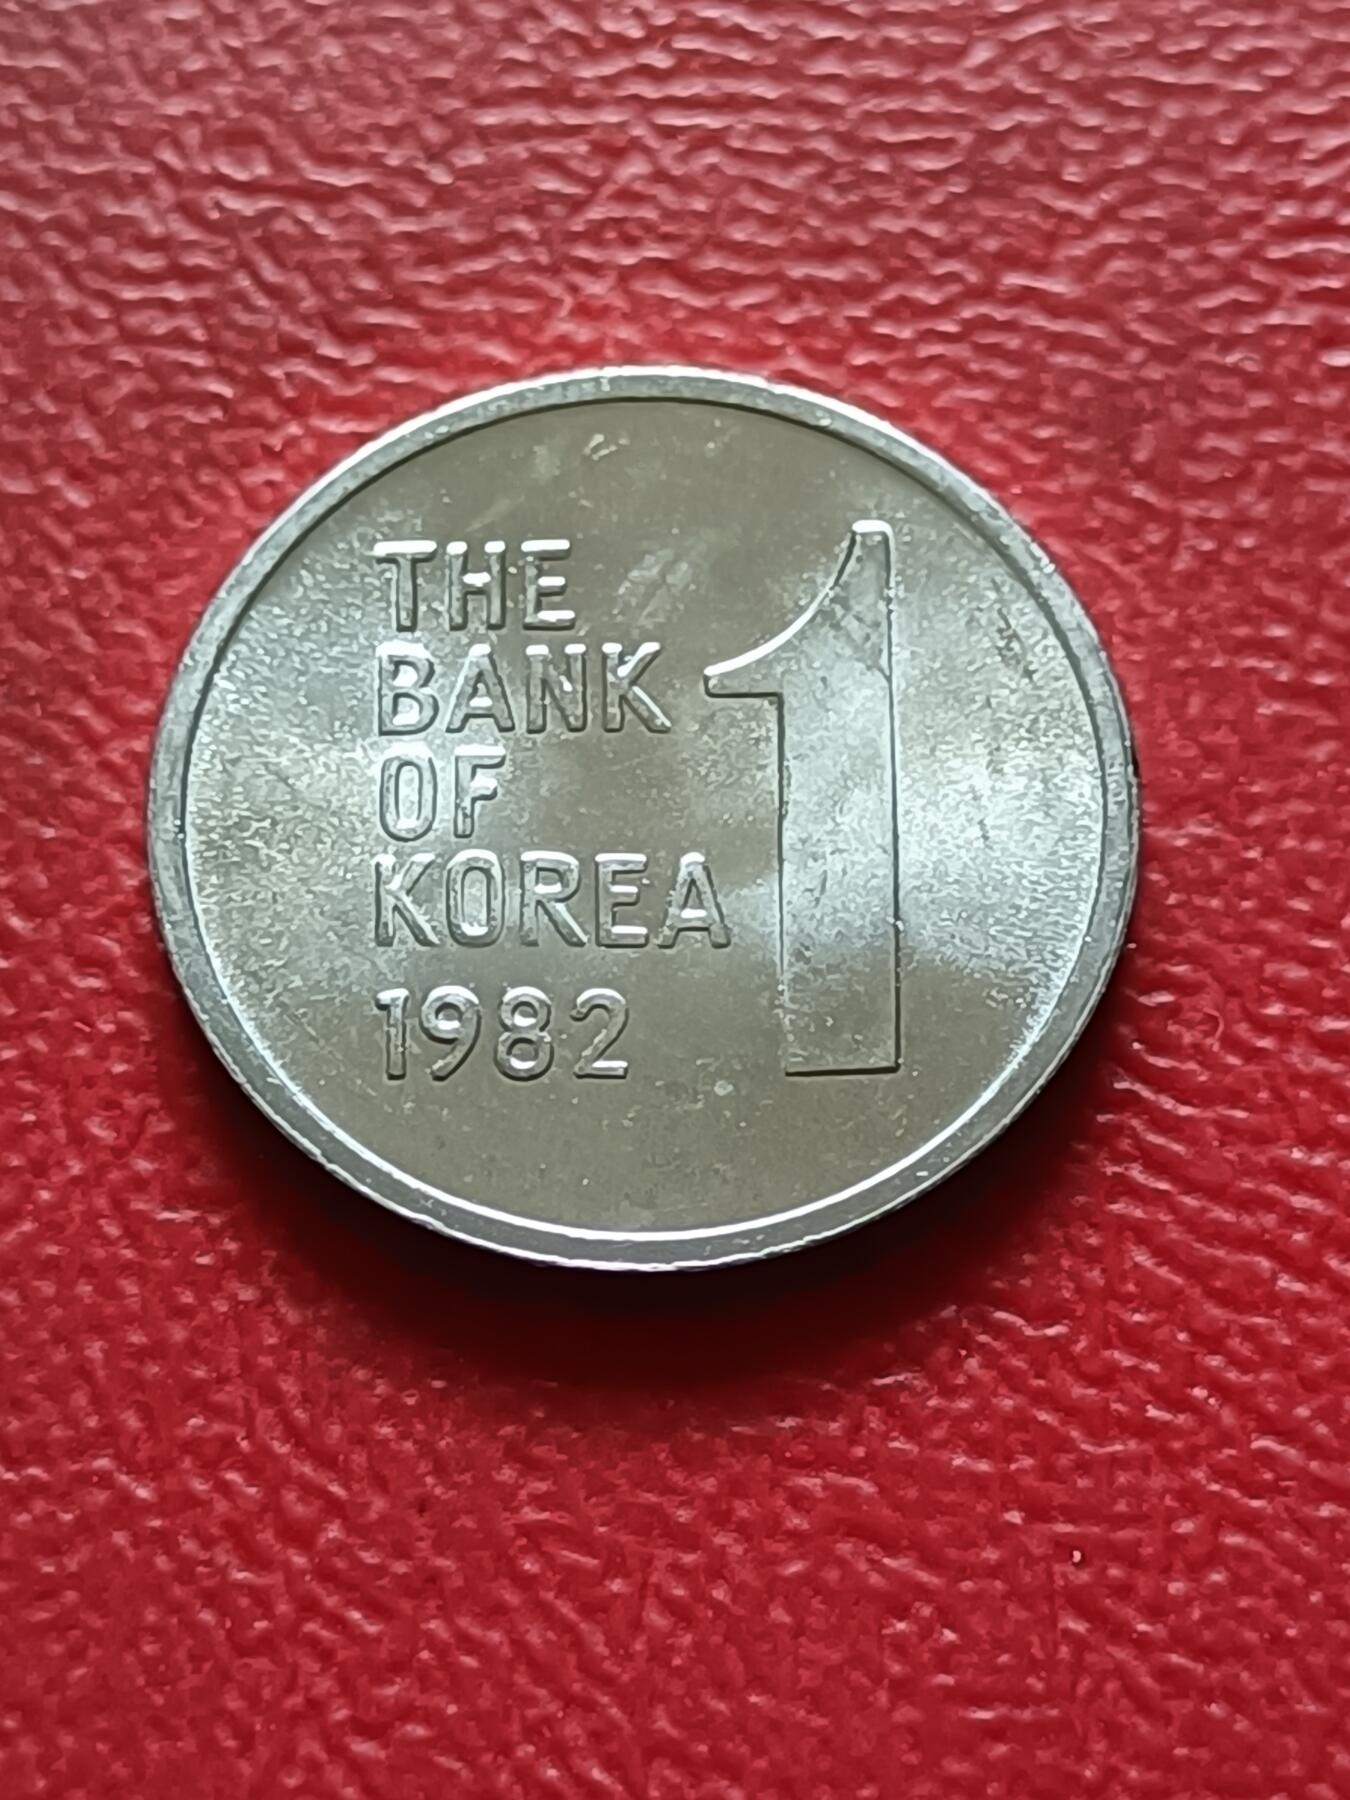 THE
BANK
OF
KOREA
1982
1